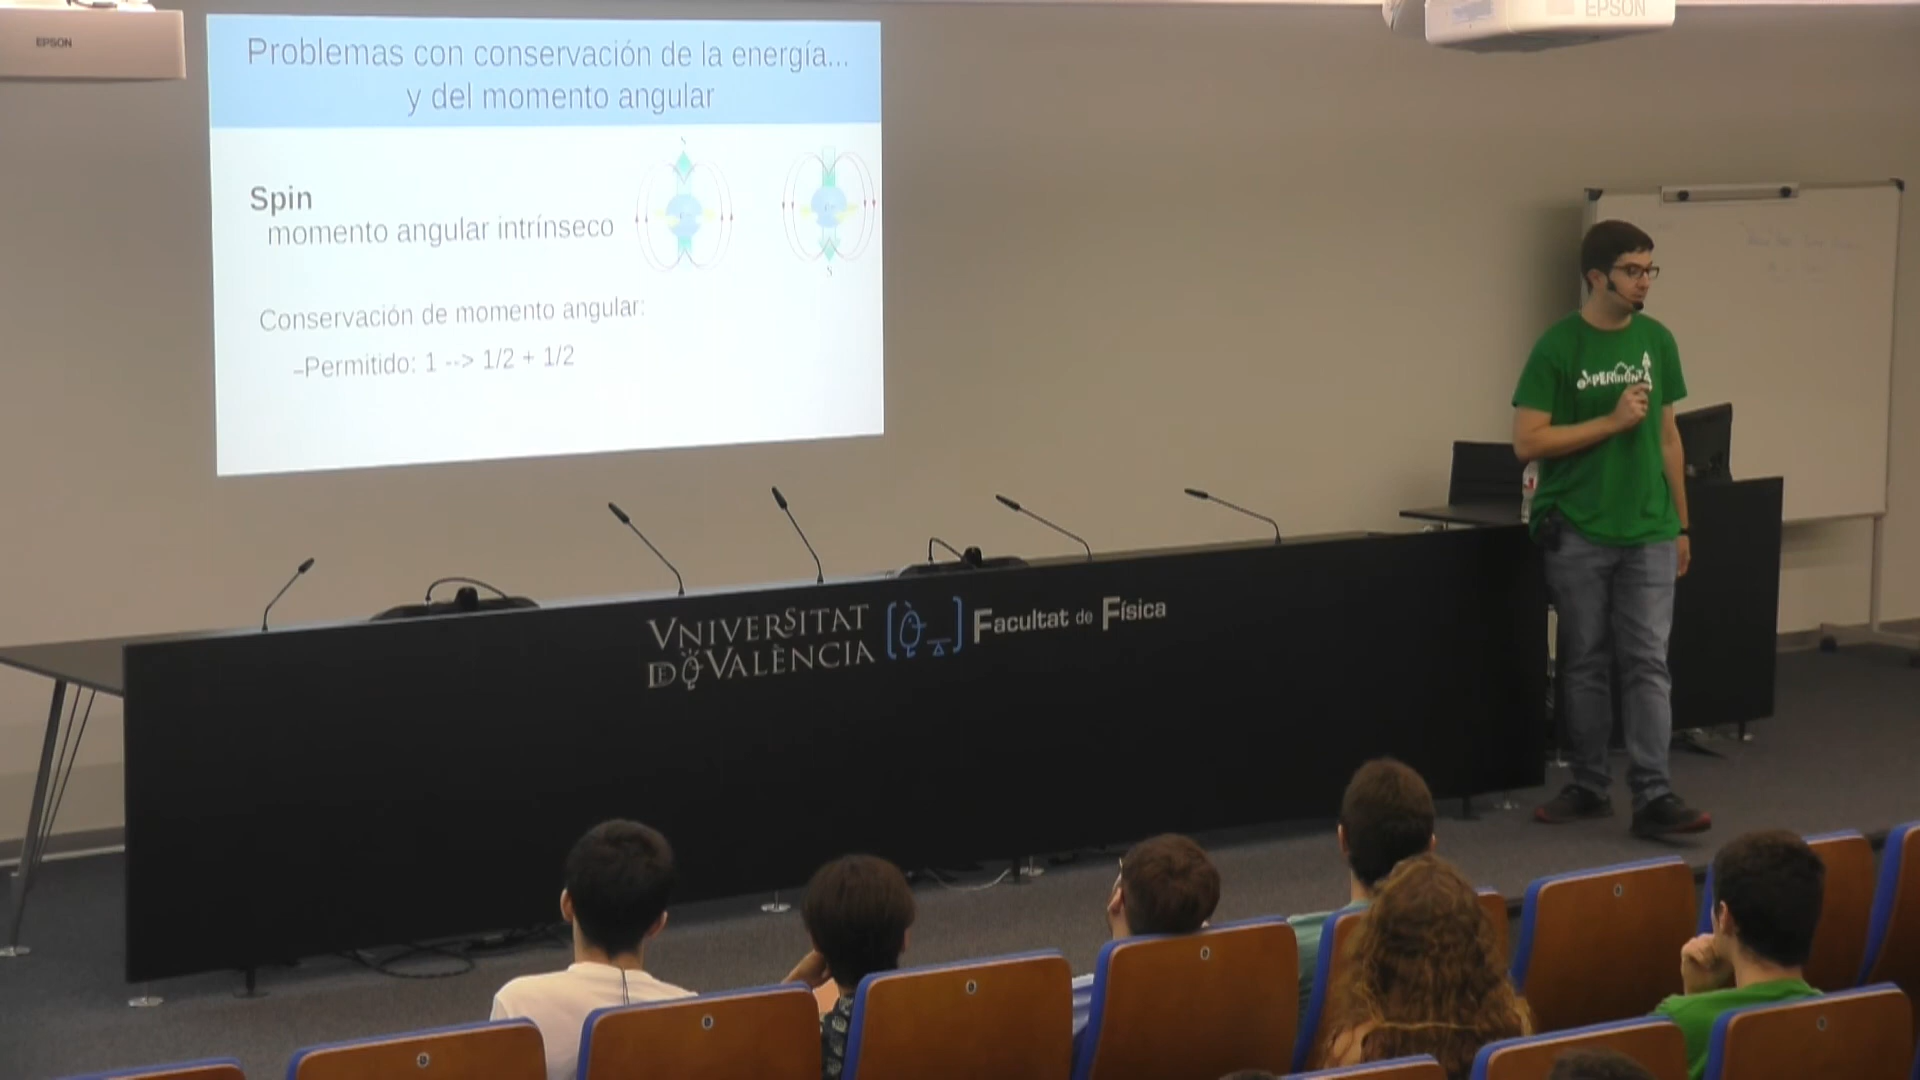 EPSON
EPSON
Problemas con conservación de la energía...
y del momento angular
Spin
momento angular intrínseco
S
S
Conservación de momento angular:
–Permitido: 1 --> 1/2 + 1/2
VNIVERSITAT
DE VALÈNCIA
Facultat de Física